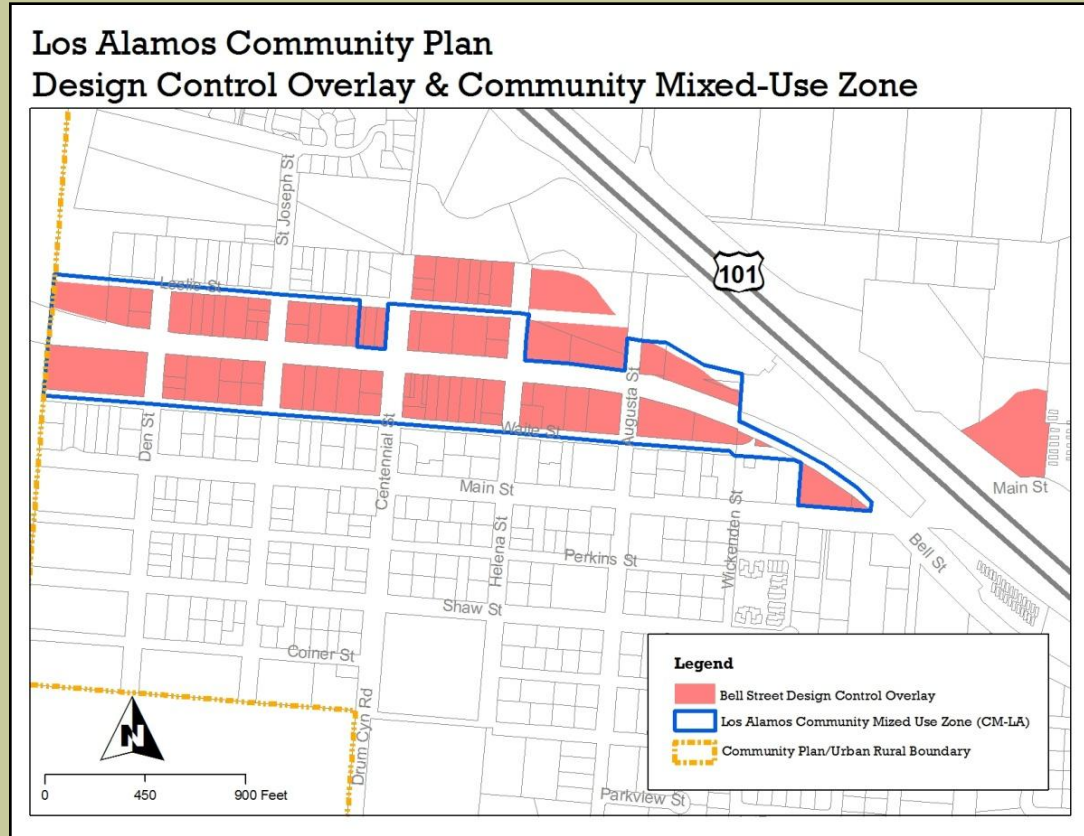 Los Alamos Community Plan
Design Control Overlay & Community Mixed-Use Zone
St Joseph St
101
Leslie St
Augusta St
Waite St
Den St
Centennial St
Main St
Main St
Helena St
Wickenden St
Perkins St
Bell St
Shaw St
Coiner St
Legend
Bell Street Design Control Overlay
Los Alamos Community Mized Use Zone (CM-LA)
Community Plan/Urban Rural Boundary
N
Drum Cyn Rd
0 450 900 Feet
Parkview St